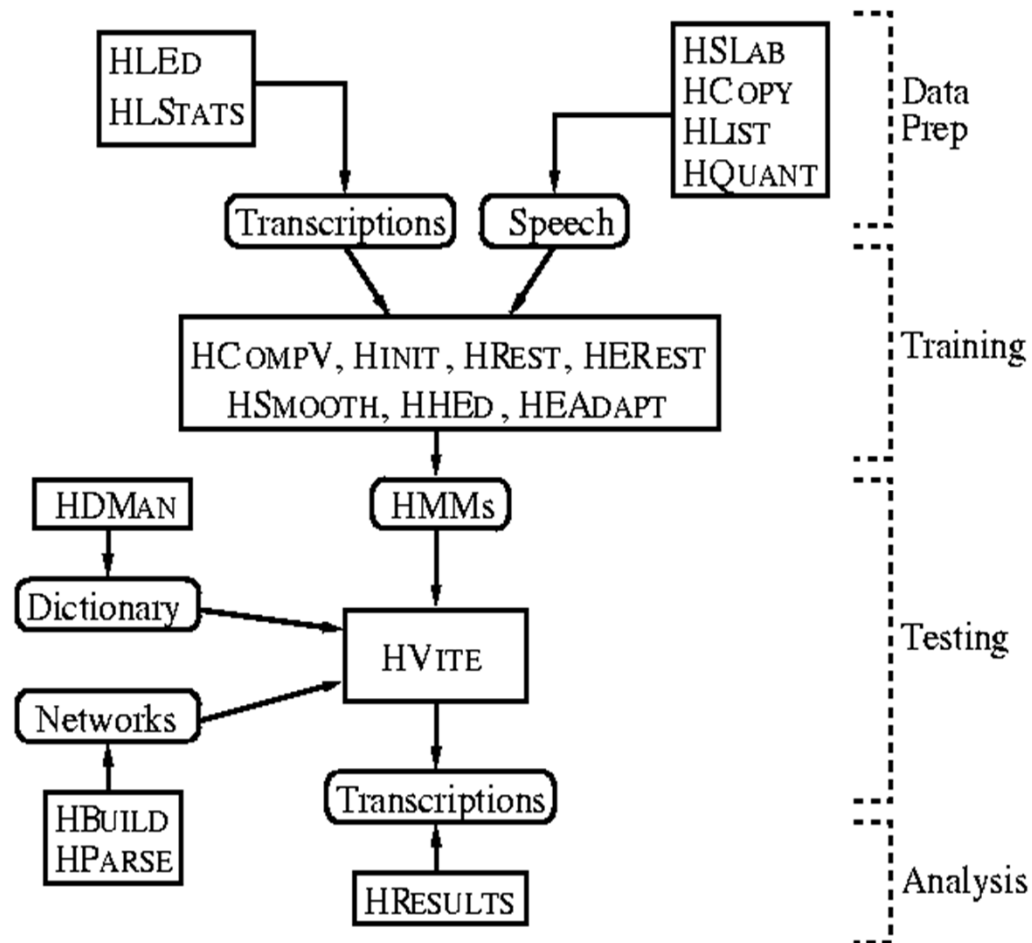 HLED
HLSTATS
HSLAB
HCOPY
HLIST
HQUANT
Data
Prep
Transcriptions
Speech
HCOMPV, HINIT, HREST, HEREST
HSMOOTH, HHED, HEADAPT
Training
HDMAN
HMMs
Dictionary
HVITE
Testing
Networks
Transcriptions
HBUILD
HPARSE
HRESULTS
Analysis